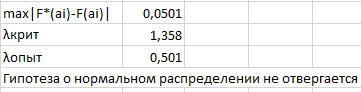 max|F*(ai)-F(ai)| 0,0501
λкрит 1,358
λопыт 0,501
Гипотеза о нормальном распределении не отвергается